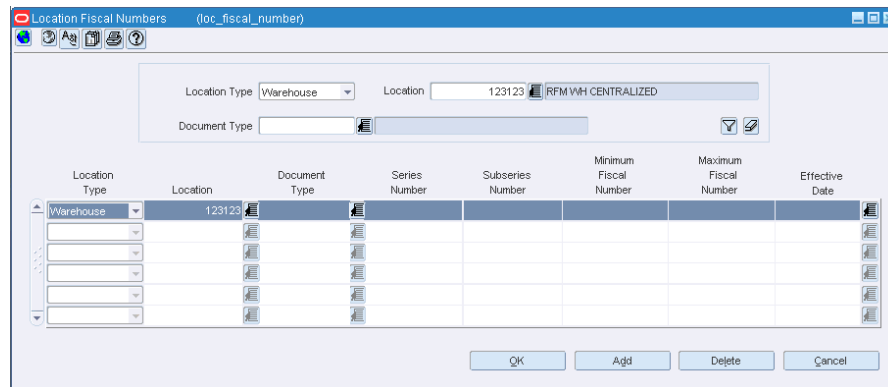 Location Fiscal Numbers (loc_fiscal_number)
Location Type Warehouse Location 123123 RFM WH CENTRALIZED
Document Type
Location Type Location Document Type Series Number Subseries Number Minimum Fiscal Number Maximum Fiscal Number Effective Date
Warehouse 123123
OK Add Delete Cancel